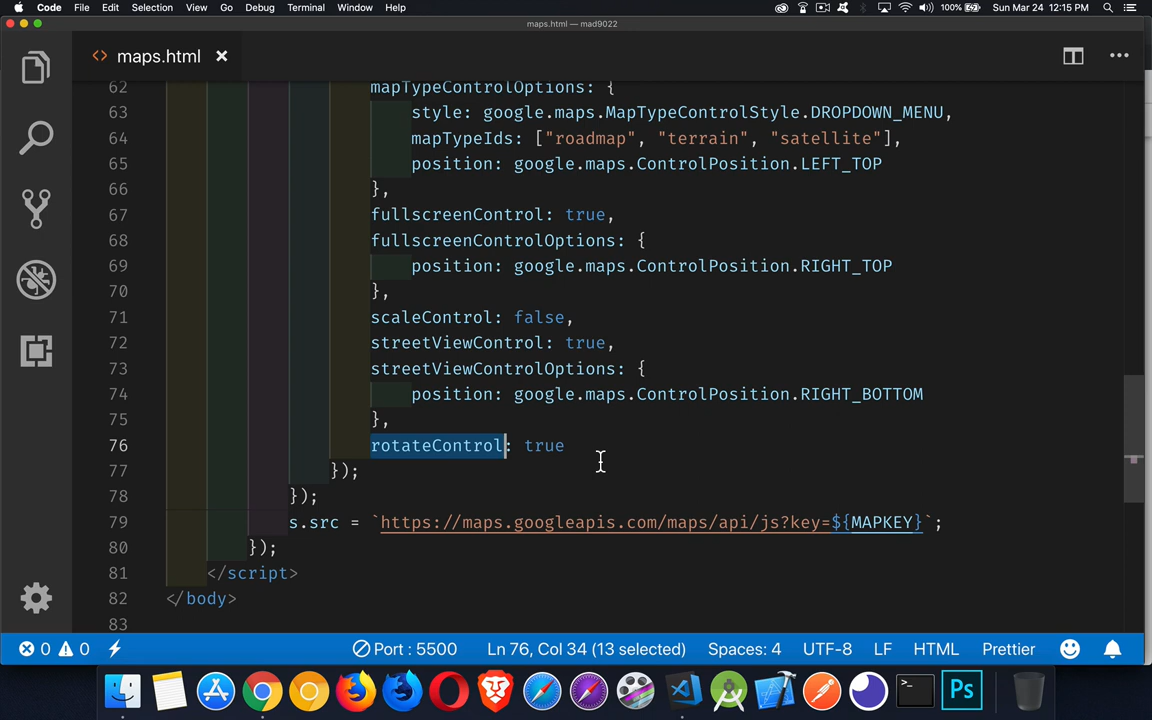 Code File Edit Selection View Go Debug Terminal Window Help 100% Sun Mar 24 12:15 PM
maps.html — mad9022
<> maps.html ×
62 mapTypeControlOptions: {
63 style: google.maps.MapTypeControlStyle.DROPDOWN_MENU,
64 mapTypeIds: ["roadmap", "terrain", "satellite"],
65 position: google.maps.ControlPosition.LEFT_TOP
66 },
67 fullscreenControl: true,
68 fullscreenControlOptions: {
69 position: google.maps.ControlPosition.RIGHT_TOP
70 },
71 scaleControl: false,
72 streetViewControl: true,
73 streetViewControlOptions: {
74 position: google.maps.ControlPosition.RIGHT_BOTTOM
75 },
76 rotateControl: true
77 });
78 });
79 s.src = `https://maps.googleapis.com/maps/api/js?key=${MAPKEY}`;
80 });
81 </script>
82 </body>
83
0 0 Port : 5500 Ln 76, Col 34 (13 selected) Spaces: 4 UTF-8 LF HTML Prettier
>_ Ps